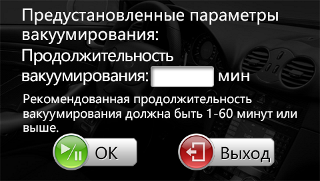 Предустановленные параметры
вакуумирования:
Продолжительность
вакуумирования: мин
Рекомендованная продолжительность
вакуумирования должна быть 1-60 минут или
выше.
OK Выход